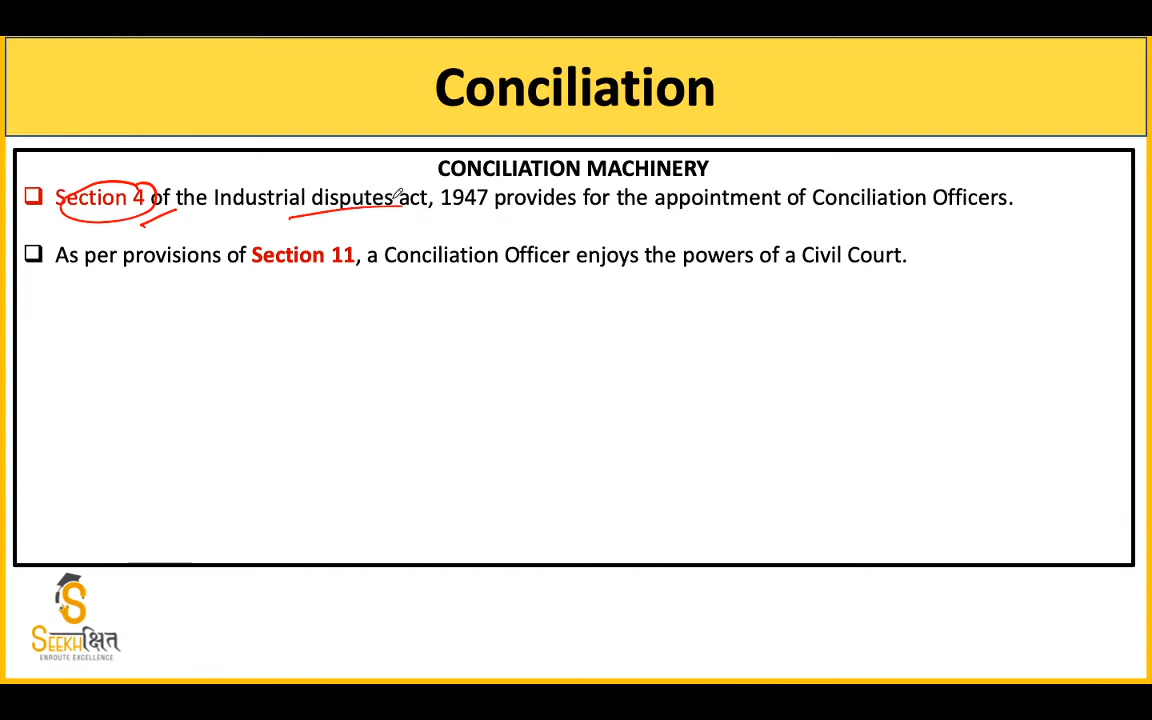 Conciliation
CONCILIATION MACHINERY
Section 4 of the Industrial disputes act, 1947 provides for the appointment of Conciliation Officers.
As per provisions of Section 11, a Conciliation Officer enjoys the powers of a Civil Court.
S
SEEKHक्षित
ENROUTE EXCELLENCE